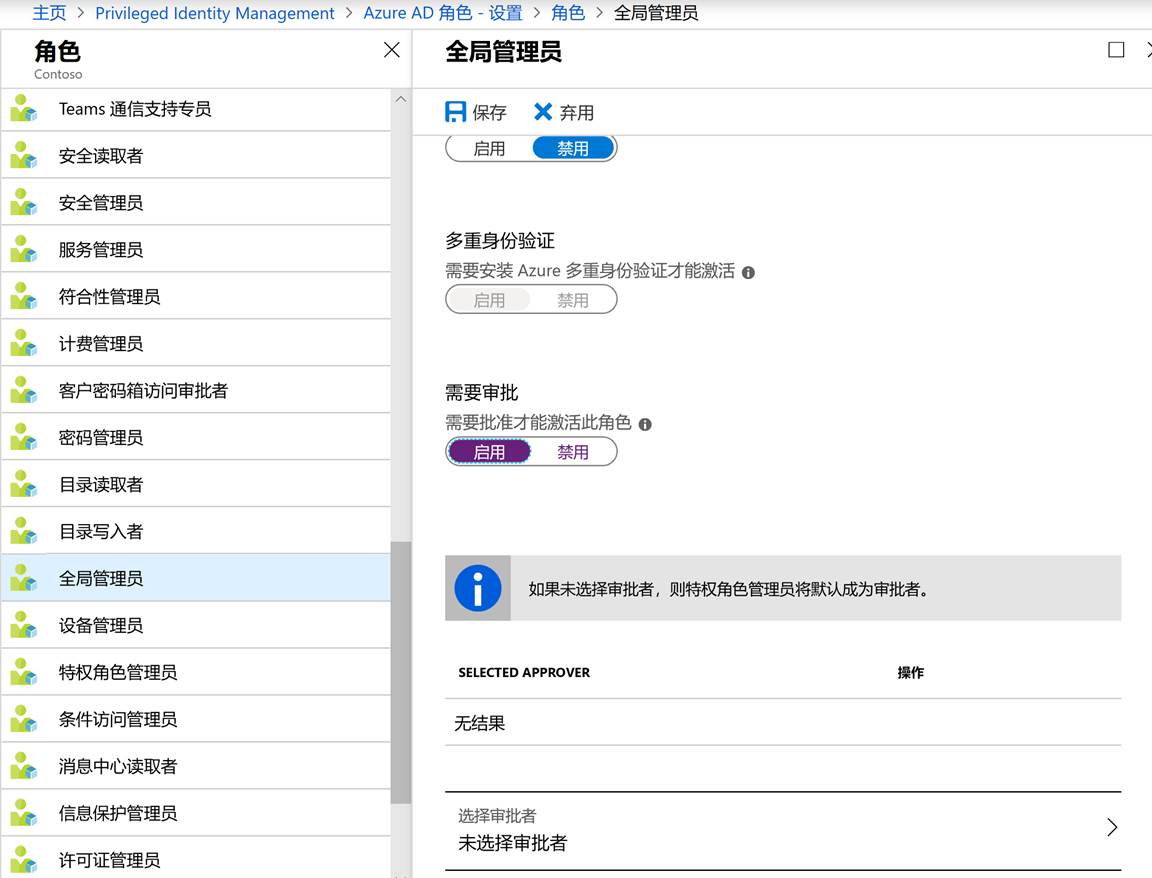 主页 > Privileged Identity Management > Azure AD 角色 - 设置 > 角色 > 全局管理员
角色
Contoso
Teams 通信支持专员
安全读取者
安全管理员
服务管理员
符合性管理员
计费管理员
客户密码箱访问审批者
密码管理员
目录读取者
目录写入者
全局管理员
设备管理员
特权角色管理员
条件访问管理员
消息中心读取者
信息保护管理员
许可证管理员
全局管理员
保存 弃用
启用 禁用
多重身份验证
需要安装 Azure 多重身份验证才能激活
启用 禁用
需要审批
需要批准才能激活此角色
启用 禁用
如果未选择审批者，则特权角色管理员将默认成为审批者。
SELECTED APPROVER 操作
无结果
选择审批者
未选择审批者